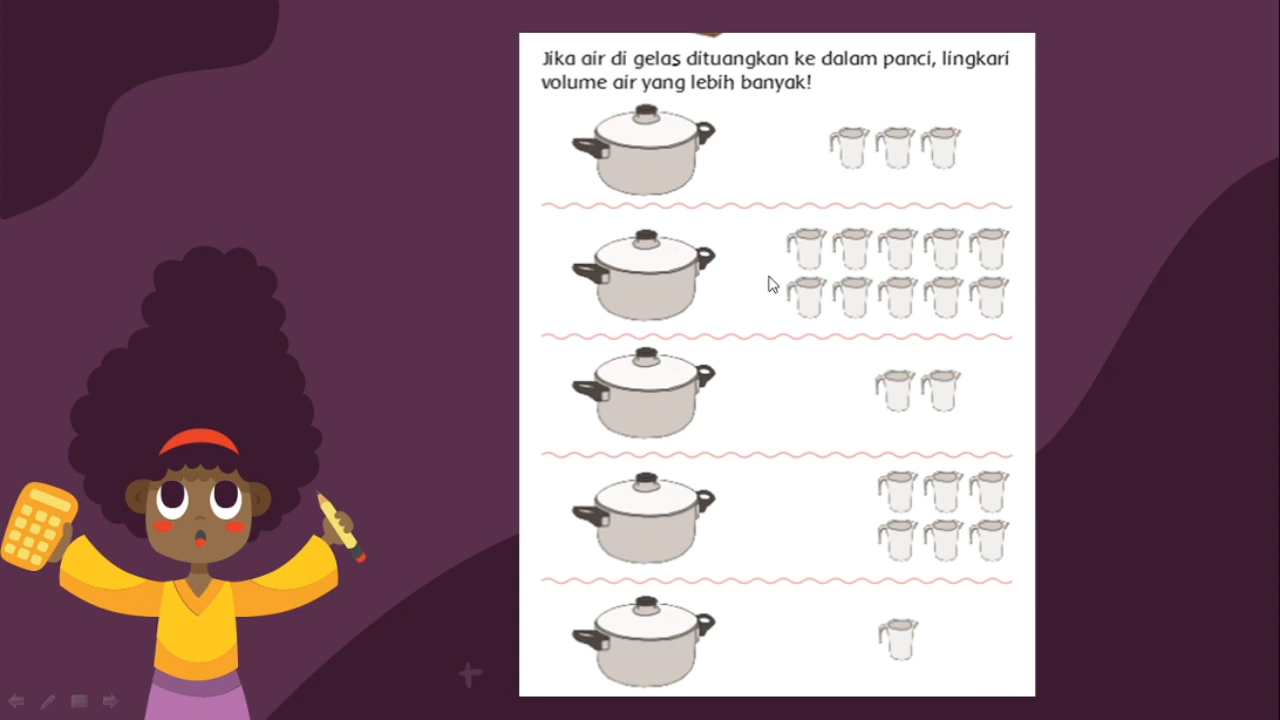 Jika air di gelas dituangkan ke dalam panci, lingkari
volume air yang lebih banyak!